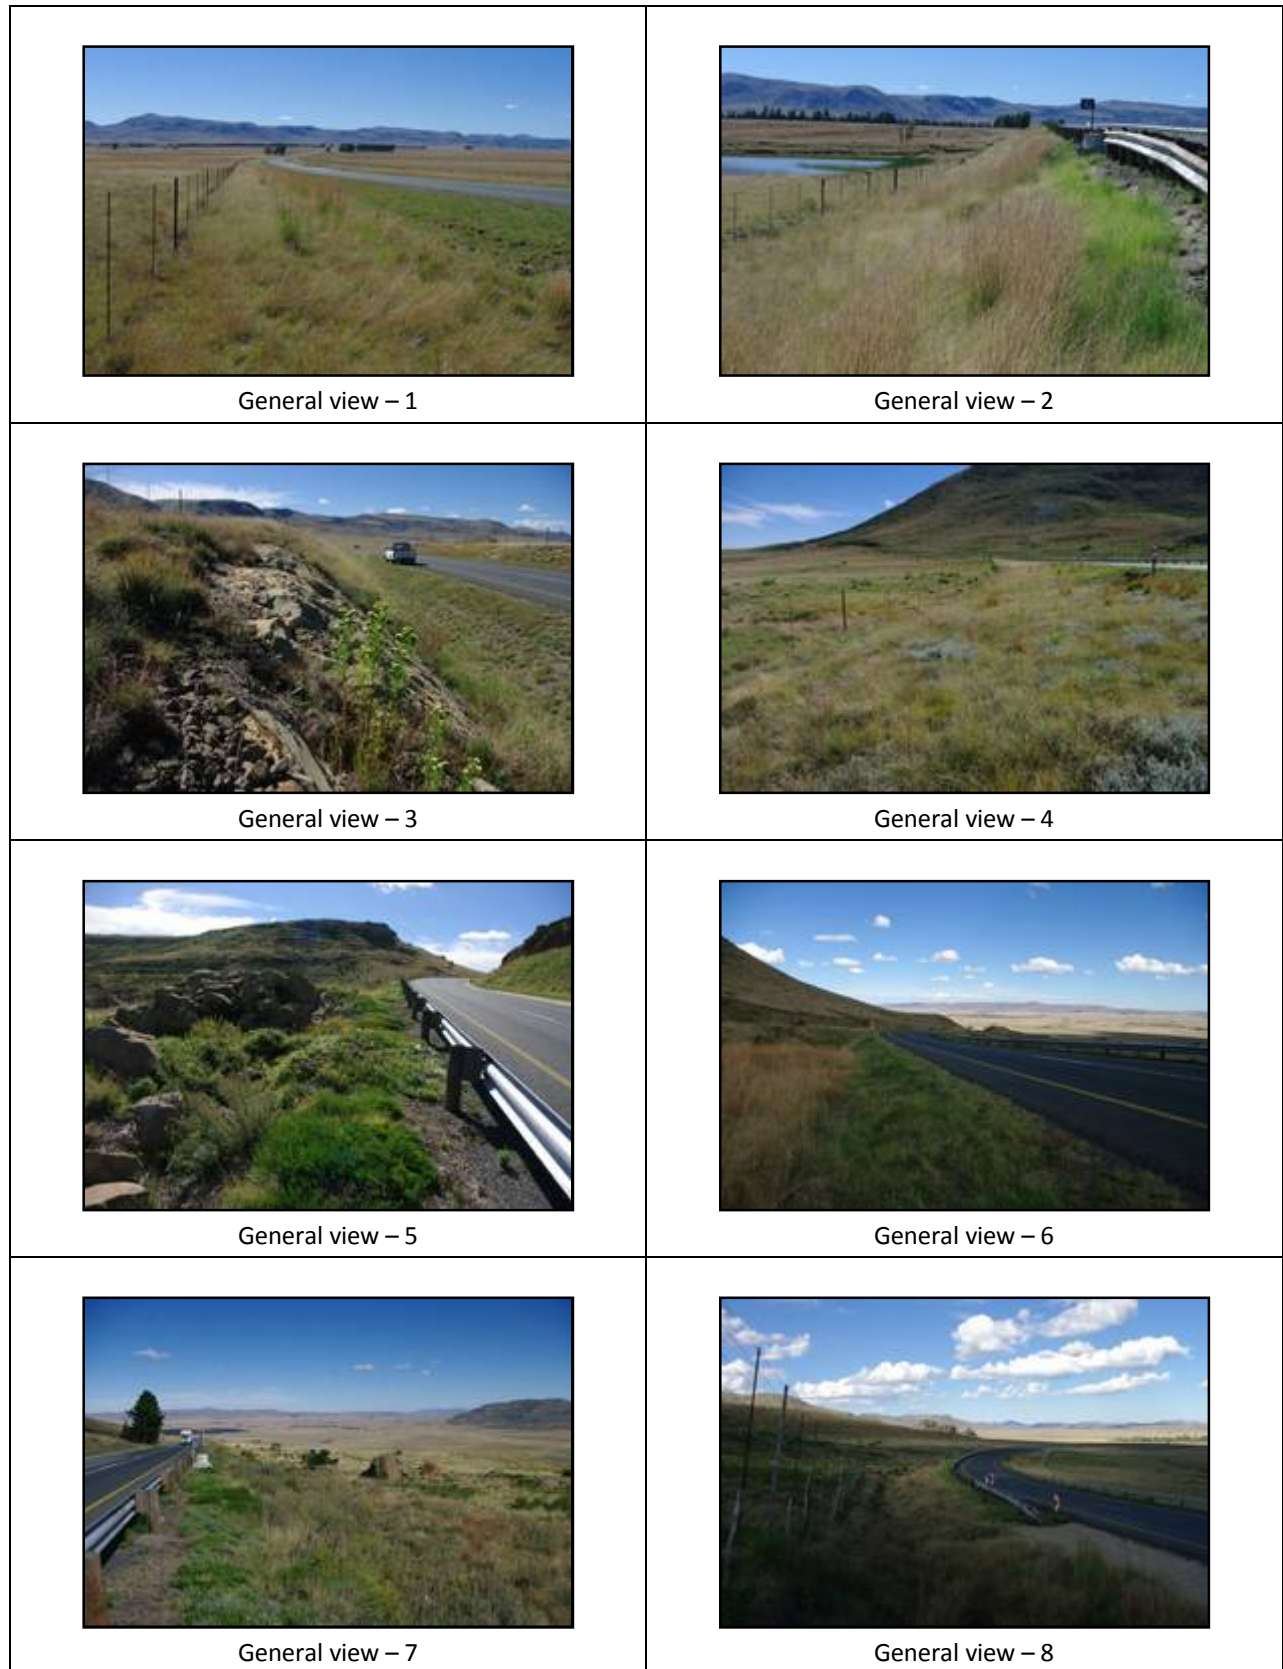 General view – 1
General view – 2
General view – 3
General view – 4
General view – 5
General view – 6
General view – 7
General view – 8